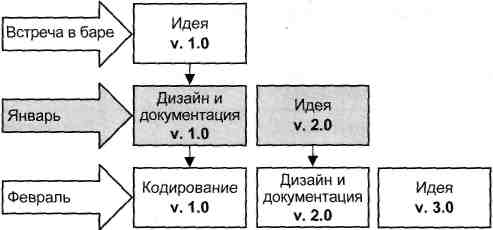 Встреча в баре
Идея
v. 1.0
Январь
Дизайн и
документация
v. 1.0
Идея
v. 2.0
Февраль
Кодирование
v. 1.0
Дизайн и
документация
v. 2.0
Идея
v. 3.0